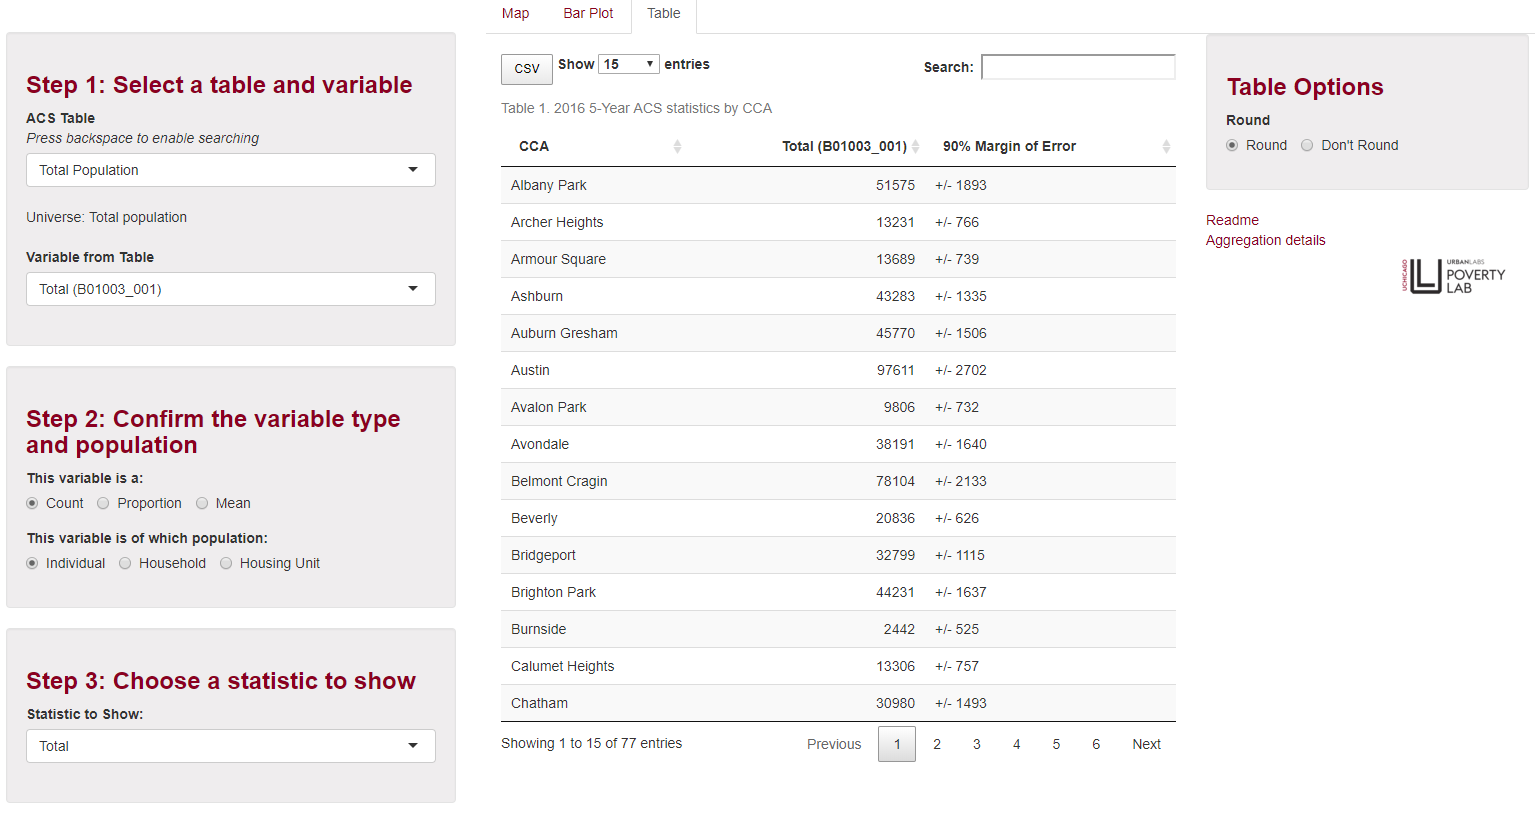 Map Bar Plot Table
Step 1: Select a table and variable
ACS Table
Press backspace to enable searching
Total Population
Universe: Total population
Variable from Table
Total (B01003_001)
Step 2: Confirm the variable type
and population
This variable is a:
Count Proportion Mean
This variable is of which population:
Individual Household Housing Unit
Step 3: Choose a statistic to show
Statistic to Show:
Total
CSV Show 15 entries Search:
Table 1. 2016 5-Year ACS statistics by CCA
CCA Total (B01003_001) 90% Margin of Error
Albany Park 51575 +/- 1893
Archer Heights 13231 +/- 766
Armour Square 13689 +/- 739
Ashburn 43283 +/- 1335
Auburn Gresham 45770 +/- 1506
Austin 97611 +/- 2702
Avalon Park 9806 +/- 732
Avondale 38191 +/- 1640
Belmont Cragin 78104 +/- 2133
Beverly 20836 +/- 626
Bridgeport 32799 +/- 1115
Brighton Park 44231 +/- 1637
Burnside 2442 +/- 525
Calumet Heights 13306 +/- 757
Chatham 30980 +/- 1493
Showing 1 to 15 of 77 entries Previous 1 2 3 4 5 6 Next
Table Options
Round
Round Don't Round
Readme
Aggregation details
UCHICAGO
URBANLABS
POVERTY
LAB